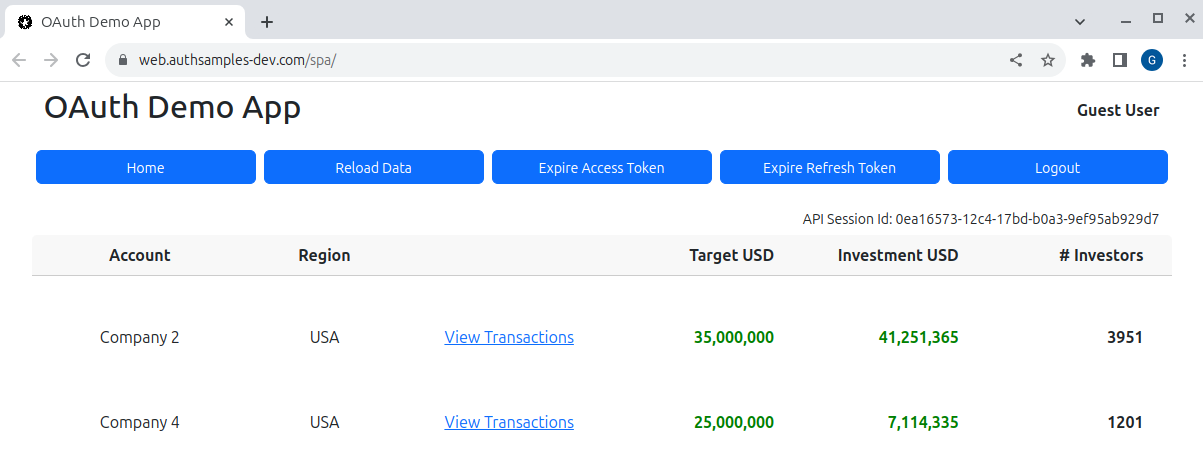 OAuth Demo App
web.authsamples-dev.com/spa/
G
OAuth Demo App
Guest User
Home Reload Data Expire Access Token Expire Refresh Token Logout
API Session Id: 0ea16573-12c4-17bd-b0a3-9ef95ab929d7
Account Region Target USD Investment USD # Investors
Company 2 USA View Transactions 35,000,000 41,251,365 3951
Company 4 USA View Transactions 25,000,000 7,114,335 1201